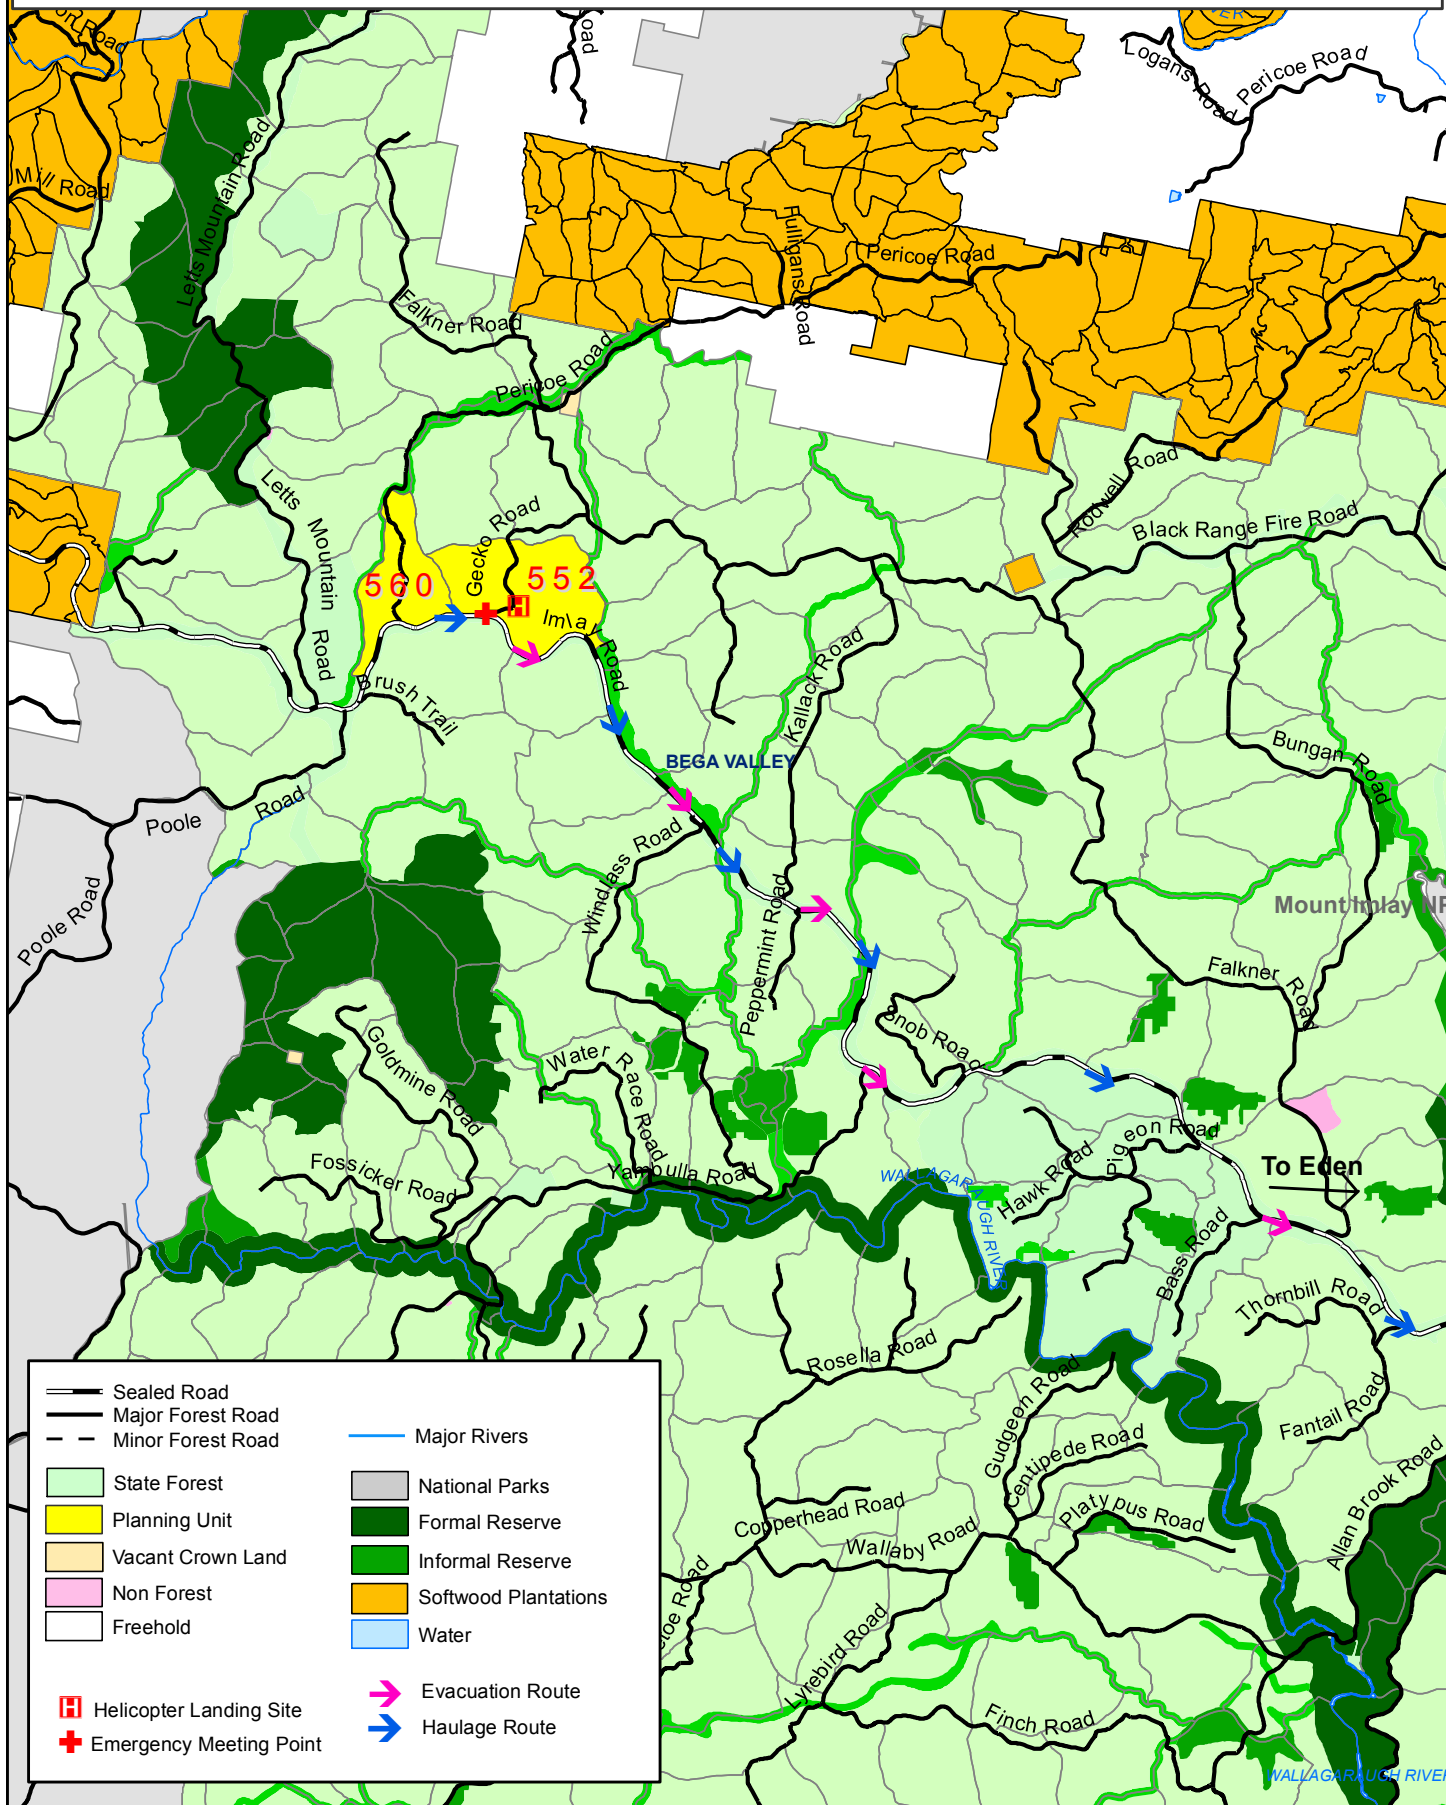 Road
Road
VER
Logans Road
Pericoe Road
Mill Road
Letts Mountain Road
Hulligans Road
Pericoe Road
Falkner Road
Pericoe Road
Letts Mountain Road
Gecko Road
Rodwell Road
Black Range Fire Road
560
552
Imlay Road
Brush Trail
Kallack Road
BEGA VALLEY
Bungan Road
Poole Road
Poole Road
Windlass Road
Peppermint Road
Mount Imlay NP
Falkner Road
Snob Road
Goldmine Road
Water Race Road
Pigeon Road
Hawk Road
To Eden
Fossicker Road
Yambulla Road
WALLAGARAUGH RIVER
Bass Road
Thornbill Road
Rosella Road
Gudgeon Road
Fantail Road
Centipede Road
Allan Brook Road
Copperhead Road
Platypus Road
Wallaby Road
etoe Road
Lyrebird Road
Finch Road
WALLAGARAUGH RIVER
Sealed Road
Major Forest Road
Minor Forest Road
Major Rivers
State Forest
National Parks
Planning Unit
Formal Reserve
Vacant Crown Land
Informal Reserve
Non Forest
Softwood Plantations
Freehold
Water
Helicopter Landing Site
Evacuation Route
Emergency Meeting Point
Haulage Route